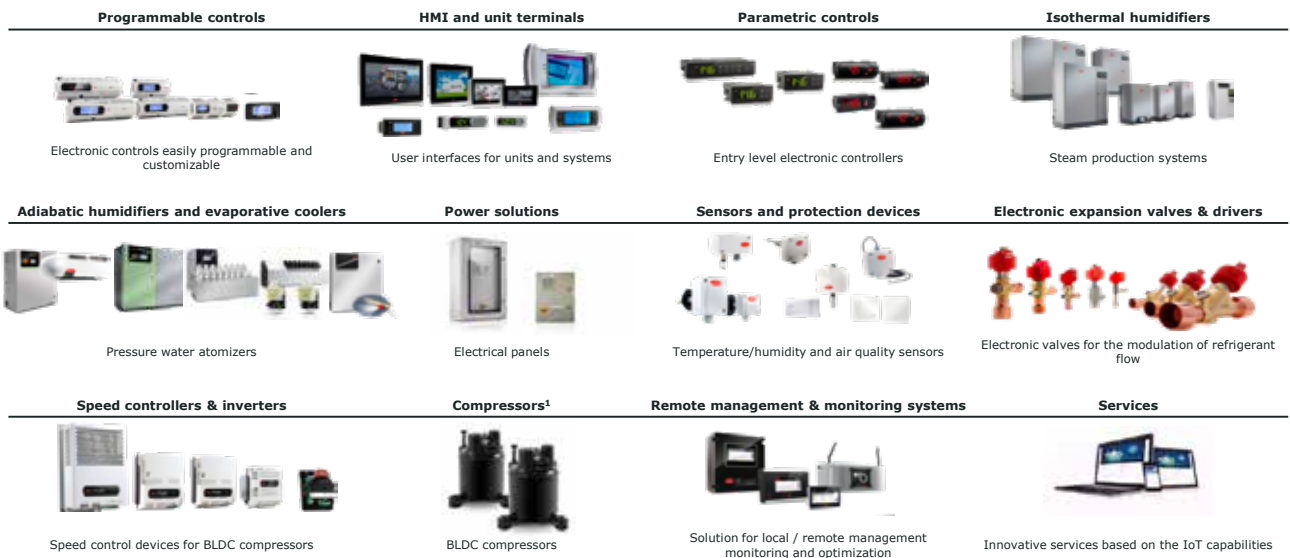 Programmable controls
HMI and unit terminals
Parametric controls
Isothermal humidifiers
Electronic controls easily programmable and
customizable
User interfaces for units and systems
Entry level electronic controllers
Steam production systems
Adiabatic humidifiers and evaporative coolers
Power solutions
Sensors and protection devices
Electronic expansion valves & drivers
Pressure water atomizers
Electrical panels
Temperature/humidity and air quality sensors
Electronic valves for the modulation of refrigerant
flow
Speed controllers & inverters
Compressors¹
Remote management & monitoring systems
Services
Speed control devices for BLDC compressors
BLDC compressors
Solution for local / remote management
monitoring and optimization
Innovative services based on the IoT capabilities